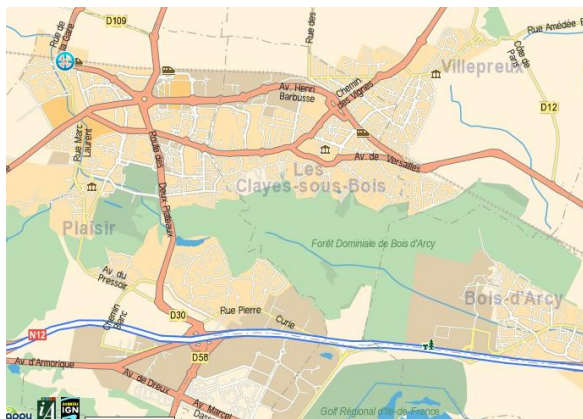 D109
Rue de
la Gare
Rue des
Rue Amédée
Côte de
Paris
Villepreux
D12
Av. Henri
Barbusse
Chemin
des Vignes
Rue Marc
Laurent
Route des
Deux Plateaux
Av. de Versailles
Les
Clayes-sous-Bois
Plaisir
Forêt Dominiale de Bois d'Arcy
Av. du
Pressoir
Bois-d'Arcy
Chemin
Blanc
D30
Rue Pierre
Curie
N12
D58
Av. d'Armorique
Av. de Dreux
Av. Marcel
Golf Régional d'Ile-de-France
IGN